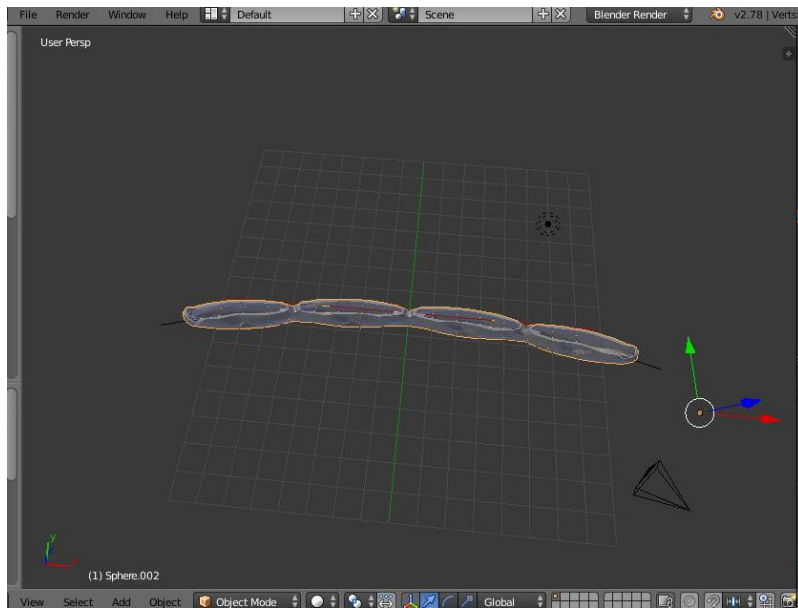 File Render Window Help Default Scene Blender Render v2.78 | Verts
User Persp
y
(1) Sphere.002
View Select Add Object Object Mode Global